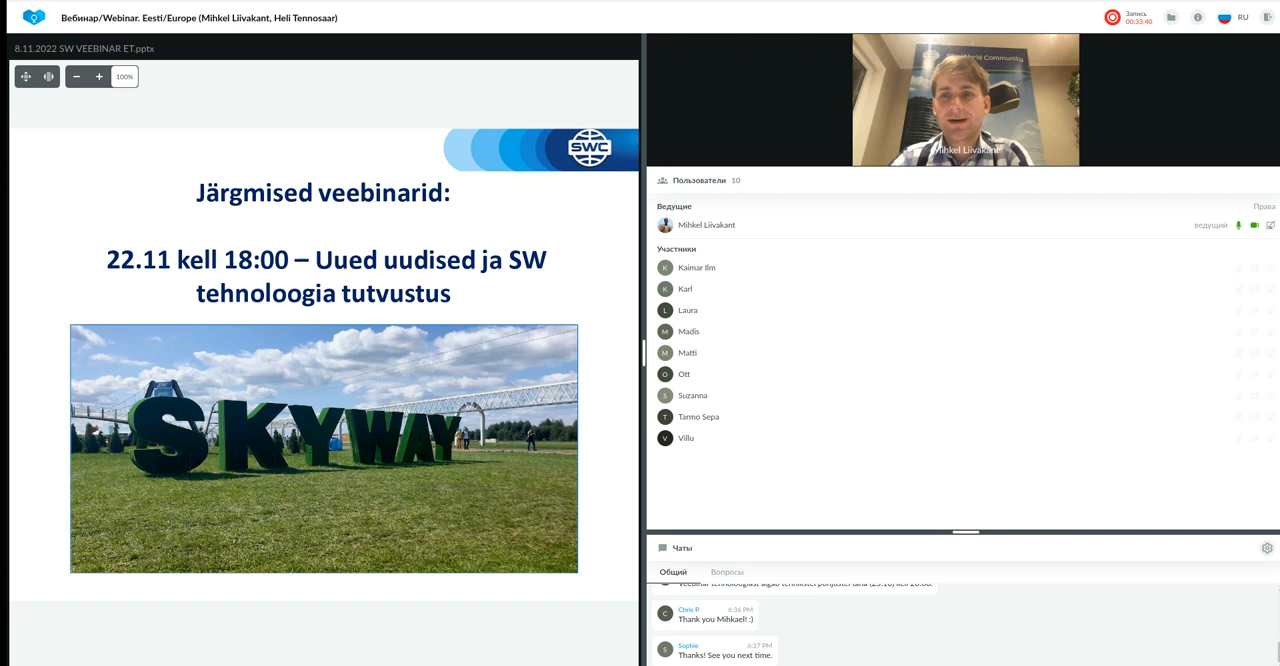 Вебинар/Webinar. Eesti/Europe (Mihkel Liivakant, Heli Tennosaar)
Запись
00:33:40
RU
8.11.2022 SW VEEBINAR ET.pptx
100%
SWC
Järgmised veebinarid:
22.11 kell 18:00 – Uued uudised ja SW
tehnoloogia tutvustus
SKYWAY
World Community
Mihkel Liivakant
Пользователи 10
Ведущие Права
Mihkel Liivakant ведущий
Участники
K Kaimar Ilm
K Karl
L Laura
M Madis
M Matti
O Ott
S Suzanna
T Tarmo Sepa
V Villu
Чаты
Общий Вопросы
C Chris P. 6:36 PM
Thank you Mihkael! :)
S Sophie 6:37 PM
Thanks! See you next time.